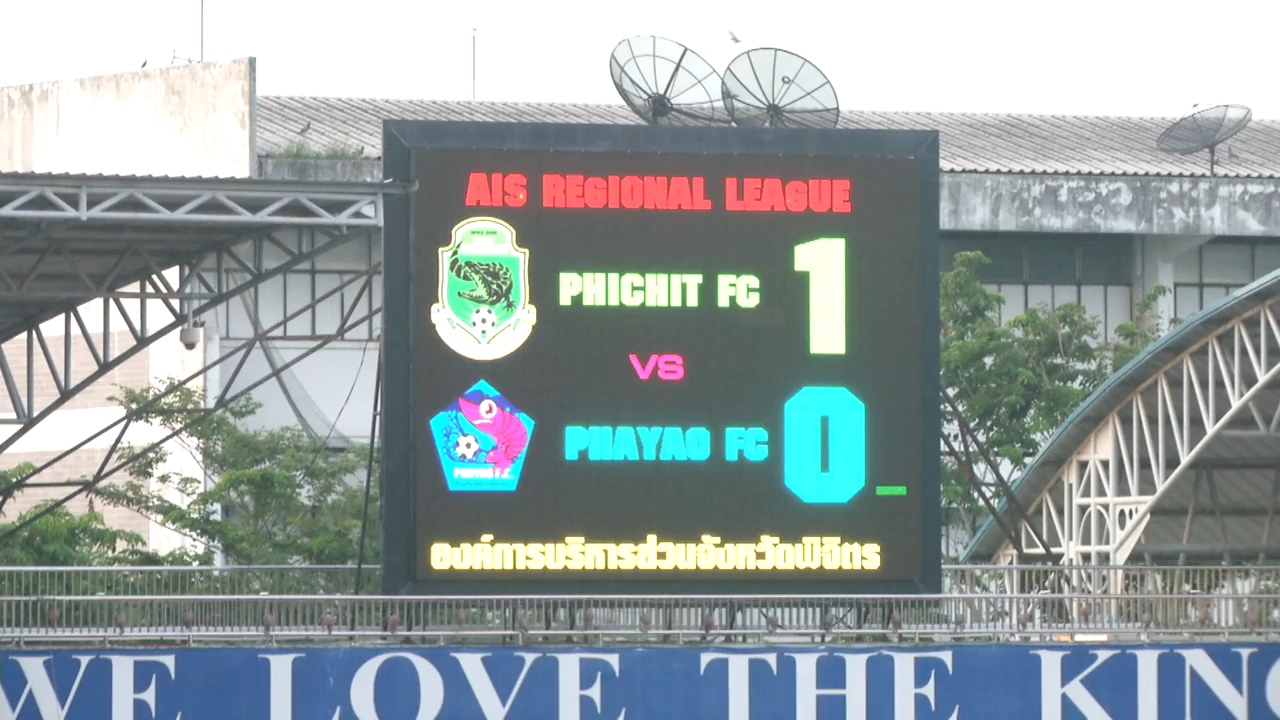 AIS REGIONAL LEAGUE
PHICHIT FC 1
VS
PHAYAO FC 0
PHAYAO F.C.
องค์การบริหารส่วนจังหวัดพิจิตร
WE LOVE THE KING